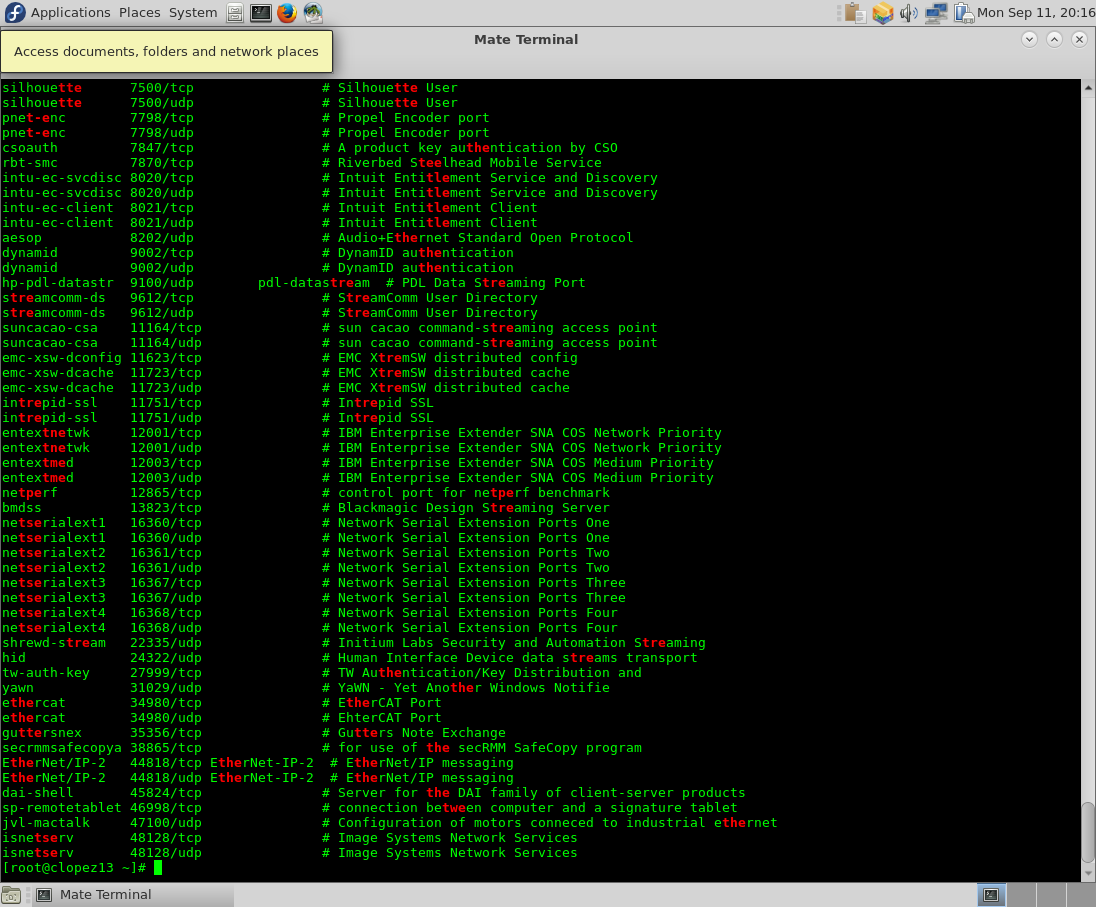 Applications Places System Mon Sep 11, 20:16
Access documents, folders and network places
Mate Terminal
silhouette 7500/tcp # Silhouette User
silhouette 7500/udp # Silhouette User
pnet-enc 7798/tcp # Propel Encoder port
pnet-enc 7798/udp # Propel Encoder port
csoauth 7847/tcp # A product key authentication by CSO
rbt-smc 7870/tcp # Riverbed Steelhead Mobile Service
intu-ec-svcdisc 8020/tcp # Intuit Entitlement Service and Discovery
intu-ec-svcdisc 8020/udp # Intuit Entitlement Service and Discovery
intu-ec-client 8021/tcp # Intuit Entitlement Client
intu-ec-client 8021/udp # Intuit Entitlement Client
aesop 8202/udp # Audio+Ethernet Standard Open Protocol
dynamid 9002/tcp # DynamID authentication
dynamid 9002/udp # DynamID authentication
hp-pdl-datastr 9100/udp pdl-datastream # PDL Data Streaming Port
streamcomm-ds 9612/tcp # StreamComm User Directory
streamcomm-ds 9612/udp # StreamComm User Directory
suncacao-csa 11164/tcp # sun cacao command-streaming access point
suncacao-csa 11164/udp # sun cacao command-streaming access point
emc-xsw-dconfig 11623/tcp # EMC XtremSW distributed config
emc-xsw-dcache 11723/tcp # EMC XtremSW distributed cache
emc-xsw-dcache 11723/udp # EMC XtremSW distributed cache
intrepid-ssl 11751/tcp # Intrepid SSL
intrepid-ssl 11751/udp # Intrepid SSL
entextnetwk 12001/tcp # IBM Enterprise Extender SNA COS Network Priority
entextnetwk 12001/udp # IBM Enterprise Extender SNA COS Network Priority
entextmed 12003/tcp # IBM Enterprise Extender SNA COS Medium Priority
entextmed 12003/udp # IBM Enterprise Extender SNA COS Medium Priority
netperf 12865/tcp # control port for netperf benchmark
bmdss 13823/tcp # Blackmagic Design Streaming Server
netserialext1 16360/tcp # Network Serial Extension Ports One
netserialext1 16360/udp # Network Serial Extension Ports One
netserialext2 16361/tcp # Network Serial Extension Ports Two
netserialext2 16361/udp # Network Serial Extension Ports Two
netserialext3 16367/tcp # Network Serial Extension Ports Three
netserialext3 16367/udp # Network Serial Extension Ports Three
netserialext4 16368/tcp # Network Serial Extension Ports Four
netserialext4 16368/udp # Network Serial Extension Ports Four
shrewd-stream 22335/udp # Initium Labs Security and Automation Streaming
hid 24322/udp # Human Interface Device data streams transport
tw-auth-key 27999/tcp # TW Authentication/Key Distribution and
yawn 31029/udp # YaWN - Yet Another Windows Notifie
ethercat 34980/tcp # EtherCAT Port
ethercat 34980/udp # EhterCAT Port
guttersnex 35356/tcp # Gutters Note Exchange
secrmmsafecopya 38865/tcp # for use of the secRMM SafeCopy program
EtherNet/IP-2 44818/tcp EtherNet-IP-2 # EtherNet/IP messaging
EtherNet/IP-2 44818/udp EtherNet-IP-2 # EtherNet/IP messaging
dai-shell 45824/tcp # Server for the DAI family of client-server products
sp-remotetablet 46998/tcp # connection between computer and a signature tablet
jvl-mactalk 47100/udp # Configuration of motors conneced to industrial ethernet
isnetserv 48128/tcp # Image Systems Network Services
isnetserv 48128/udp # Image Systems Network Services
[root@clopez13 ~]#
Mate Terminal